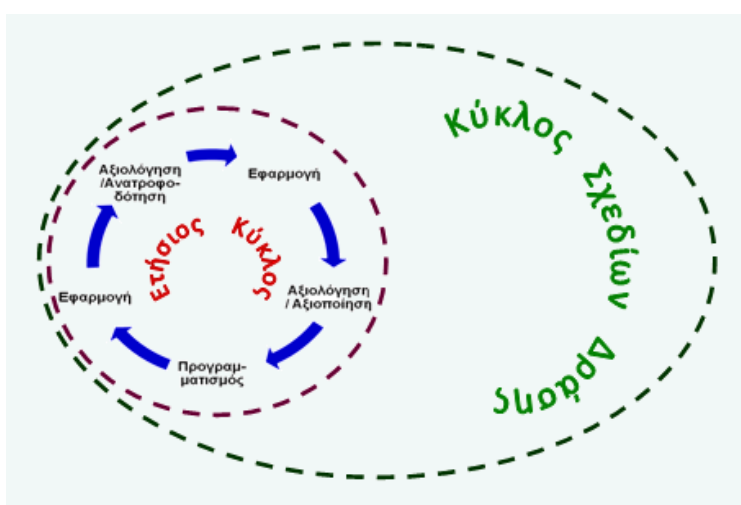 Αξιολόγηση
/Ανατροφο-
δότηση
Εφαρμογή
Ετήσιος Κύκλος
Εφαρμογή
Αξιολόγηση
/ Αξιοποίηση
Προγραμ-
ματισμός
Κύκλος Σχεδίων Δράσης